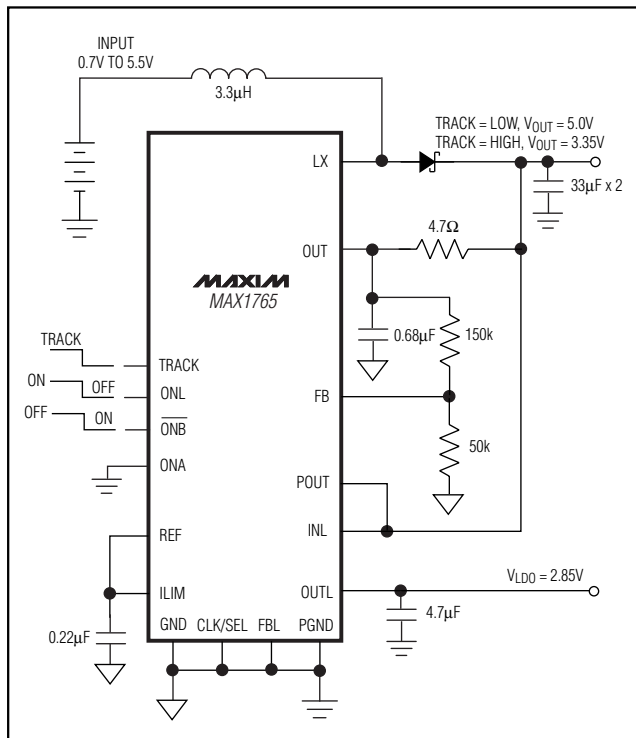 INPUT
0.7V TO 5.5V
3.3µH
TRACK = LOW, VOUT = 5.0V
TRACK = HIGH, VOUT = 3.35V
LX
33µF x 2
4.7Ω
OUT
MAXIM
MAX1765
0.68µF
150k
TRACK
TRACK
ON
OFF
ONL
FB
OFF
ON
ONB
50k
ONA
POUT
REF
INL
ILIM
OUTL
VLDO = 2.85V
0.22µF
GND
CLK/SEL
FBL
PGND
4.7µF